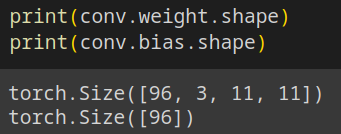 print(conv.weight.shape)
print(conv.bias.shape)
torch.Size([96, 3, 11, 11])
torch.Size([96])